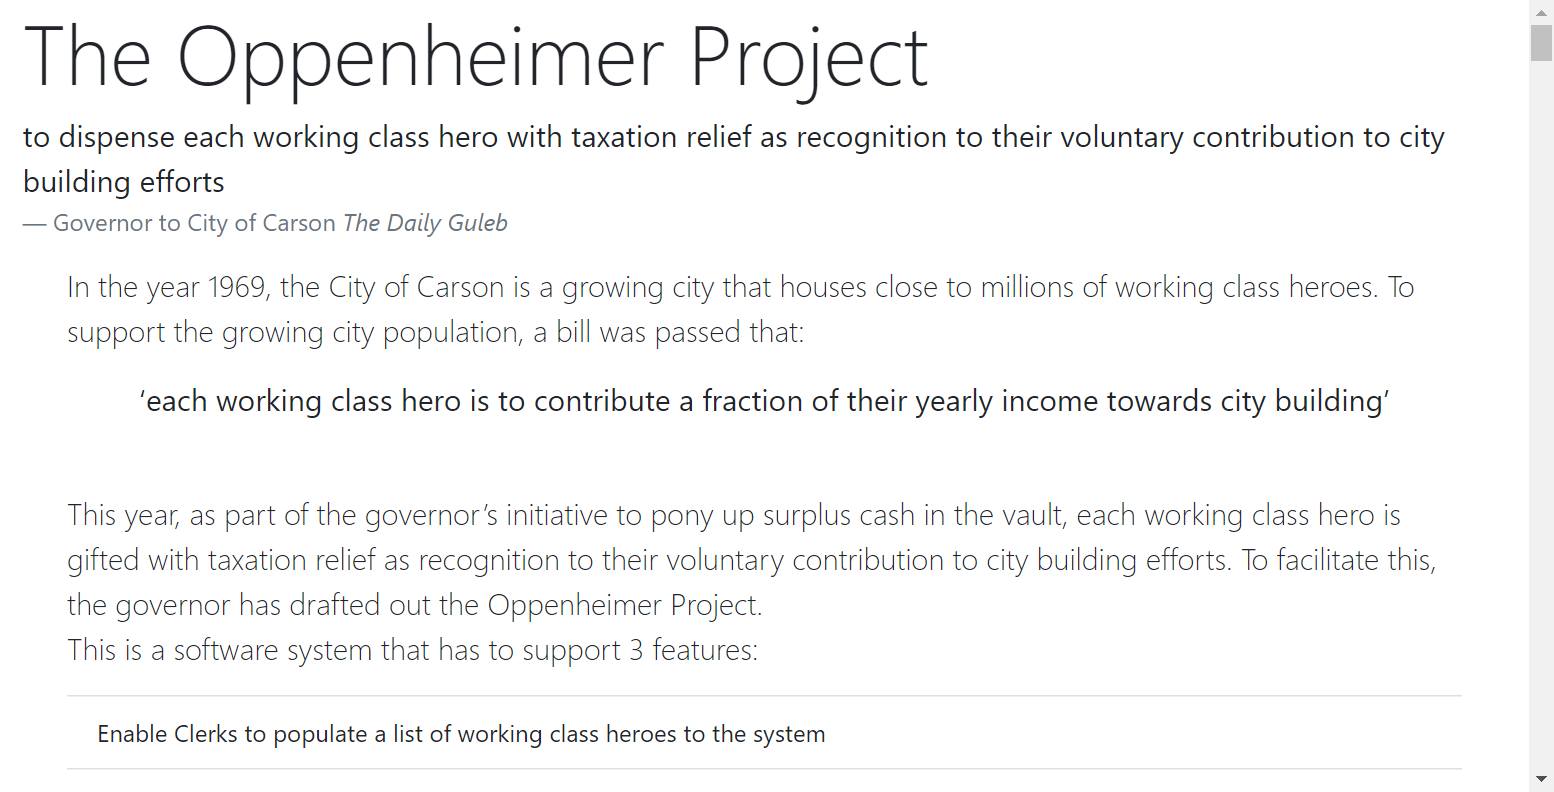 The Oppenheimer Project
to dispense each working class hero with taxation relief as recognition to their voluntary contribution to city
building efforts
— Governor to City of Carson The Daily Guleb
In the year 1969, the City of Carson is a growing city that houses close to millions of working class heroes. To
support the growing city population, a bill was passed that:
‘each working class hero is to contribute a fraction of their yearly income towards city building’
This year, as part of the governor’s initiative to pony up surplus cash in the vault, each working class hero is
gifted with taxation relief as recognition to their voluntary contribution to city building efforts. To facilitate this,
the governor has drafted out the Oppenheimer Project.
This is a software system that has to support 3 features:
Enable Clerks to populate a list of working class heroes to the system